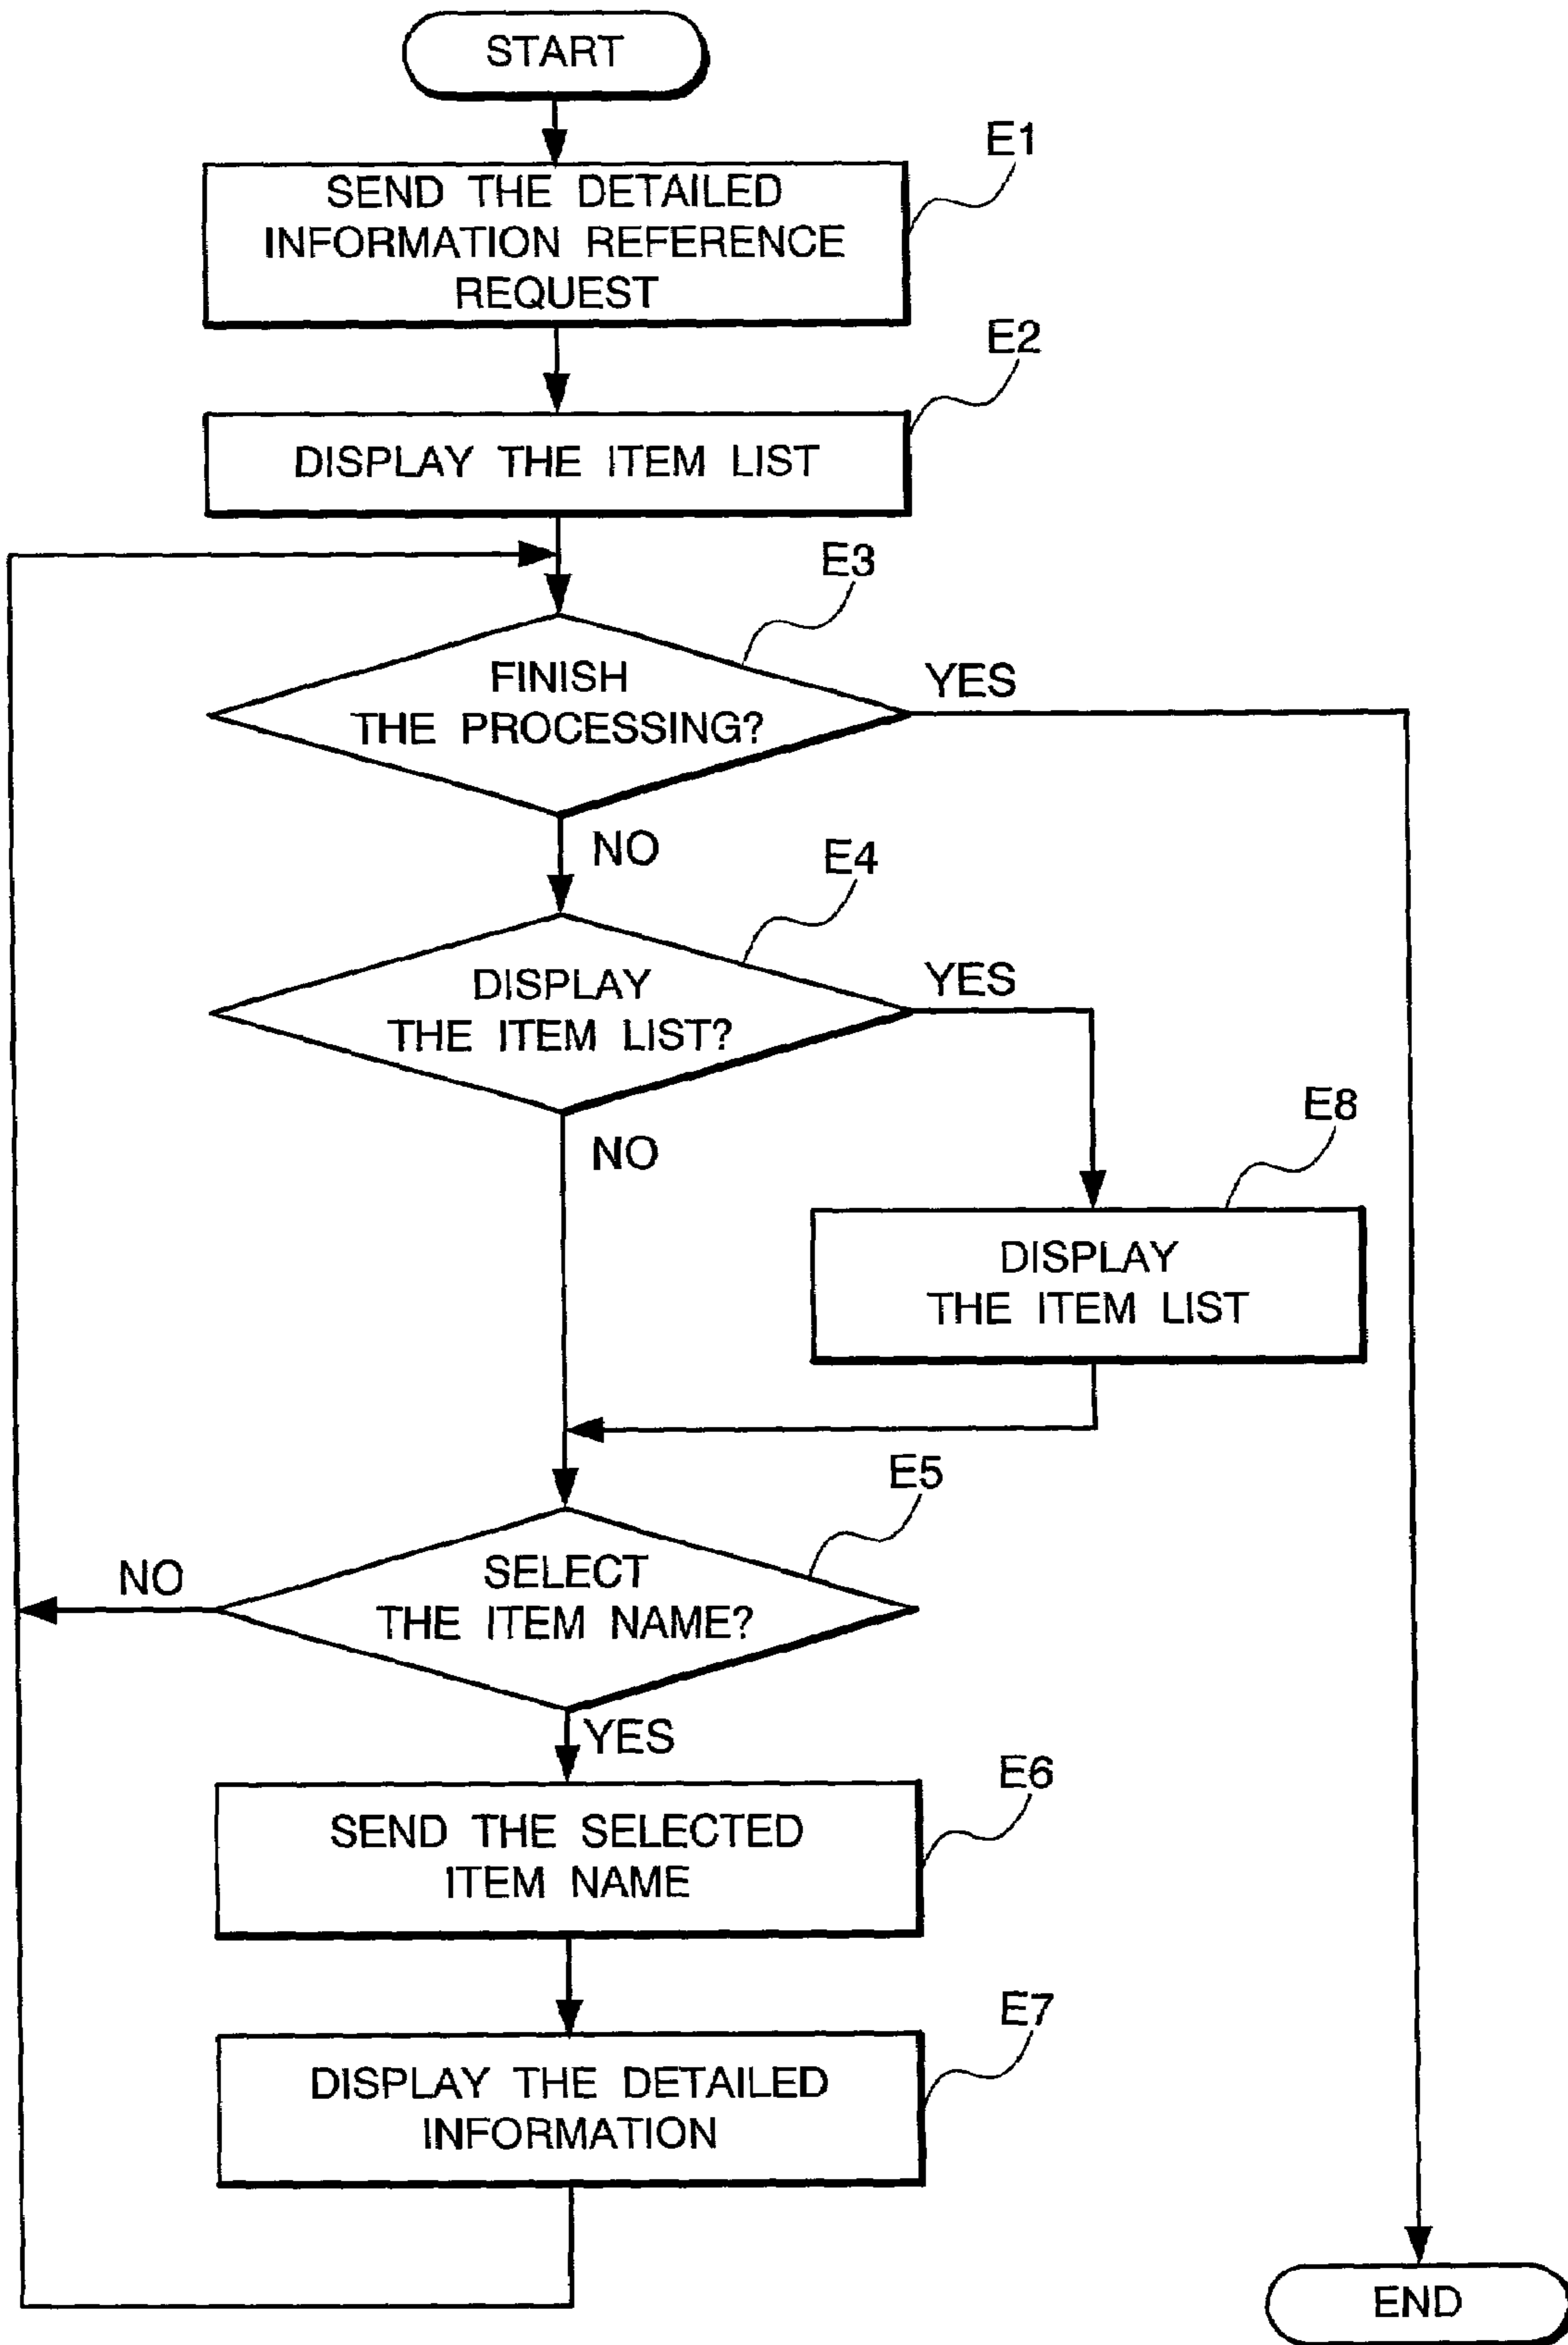 START
E1
SEND THE DETAILED
INFORMATION REFERENCE
REQUEST
E2
DISPLAY THE ITEM LIST
E3
FINISH
THE PROCESSING?
YES
NO
E4
DISPLAY
THE ITEM LIST?
YES
NO
E8
DISPLAY
THE ITEM LIST
E5
SELECT
THE ITEM NAME?
NO
YES
E6
SEND THE SELECTED
ITEM NAME
E7
DISPLAY THE DETAILED
INFORMATION
END